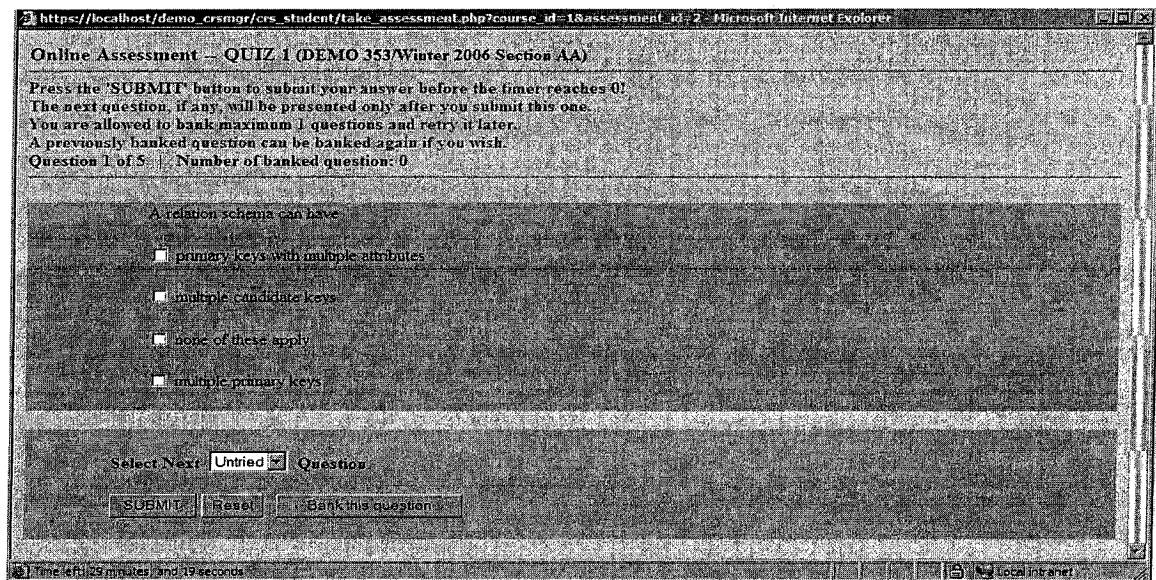 https://localhost/demo_crsmgr/crs_student/take_assessment.php?course_id=1&assessment_id=2 - Microsoft Internet Explorer
Online Assessment -- QUIZ 1 (DEMO 353/Winter 2006 Section AA)
Press the 'SUBMIT' button to submit your answer before the timer reaches 0!
The next question, if any, will be presented only after you submit this one.
You are allowed to bank maximum 1 questions and retry it later.
A previously banked question can be banked again if you wish.
Question 1 of 5 | Number of banked question: 0
A relation schema can have
primary keys with multiple attributes
multiple candidate keys
none of these apply
multiple primary keys
Select Next Untried Question
SUBMIT Reset Bank this question
Time left: 29 minutes, and 19 seconds Local intranet